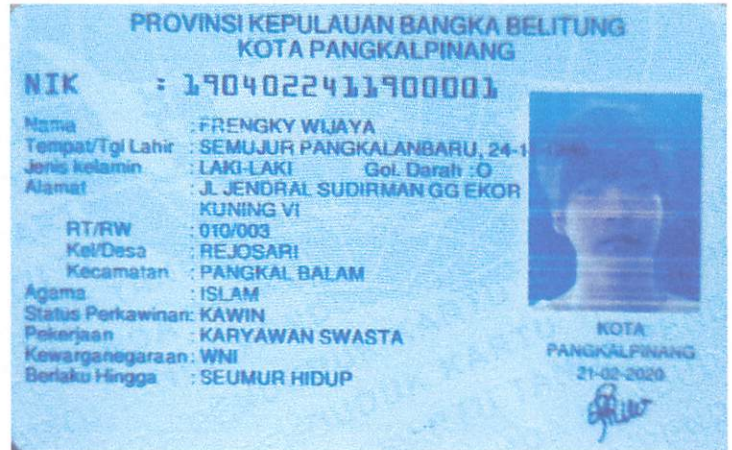 PROVINSI KEPULAUAN BANGKA BELITUNG
KOTA PANGKALPINANG
NIK : 1904022411900001
Nama : FRENGKY WIJAYA
Tempat/Tgl Lahir : SEMUJUR PANGKALANBARU, 24-1
Jenis kelamin : LAKI-LAKI Gol. Darah : O
Alamat : JL JENDRAL SUDIRMAN GG EKOR
KUNING VI
RT/RW : 010/003
Kel/Desa : REJOSARI
Kecamatan : PANGKAL BALAM
Agama : ISLAM
Status Perkawinan: KAWIN
Pekerjaan : KARYAWAN SWASTA
Kewarganegaraan: WNI
Berlaku Hingga : SEUMUR HIDUP
KOTA
PANGKALPINANG
21-02-2020